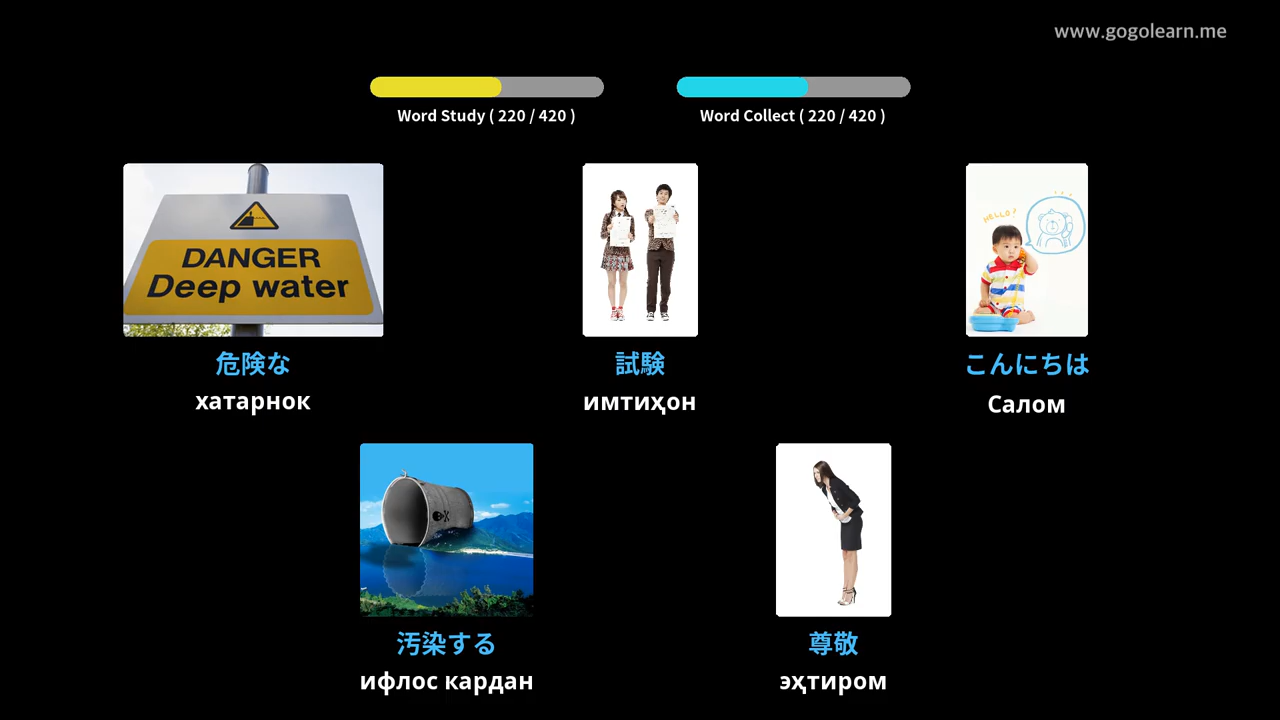 www.gogolearn.me
Word Study ( 220 / 420 )
Word Collect ( 220 / 420 )
DANGER
Deep water
HELLO?
危険な
хатарнок
試験
имтиҳон
こんにちは
Салом
汚染する
ифлос кардан
尊敬
эҳтиром